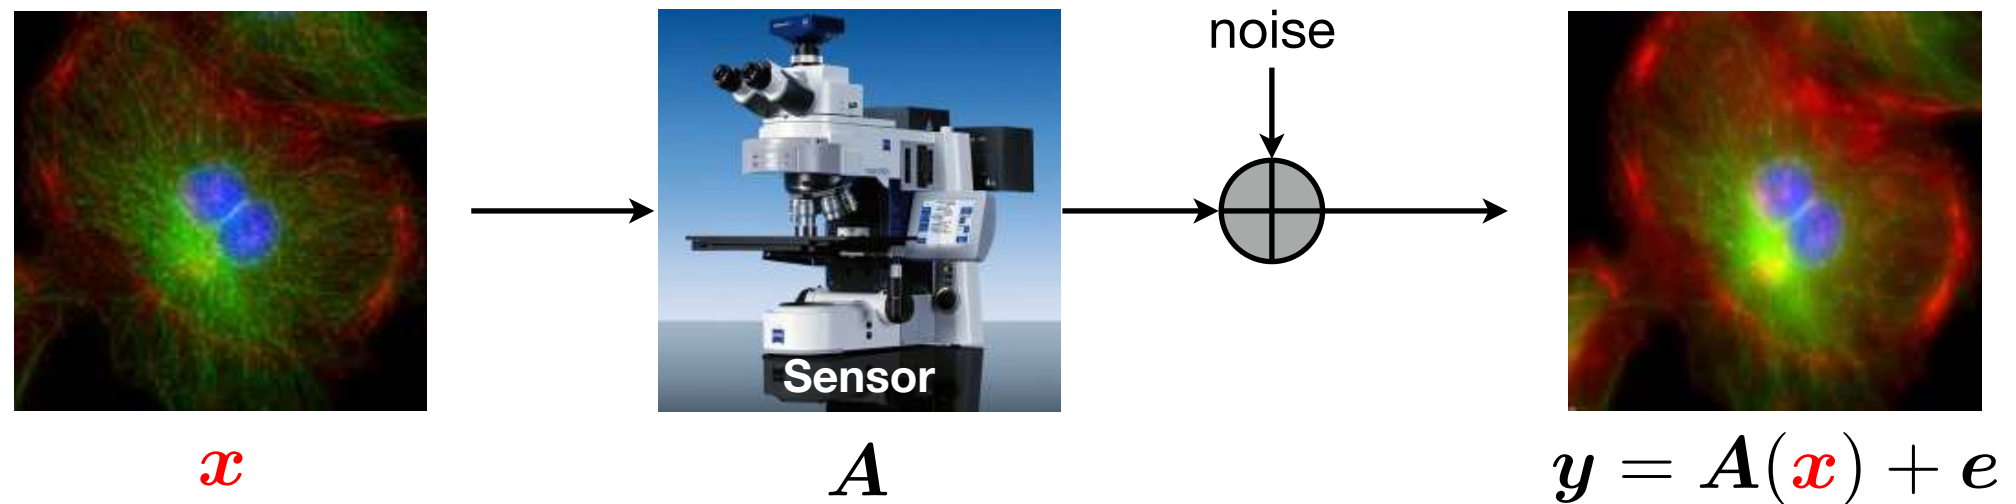 noise
Sensor
x
A
y = A(x) + e